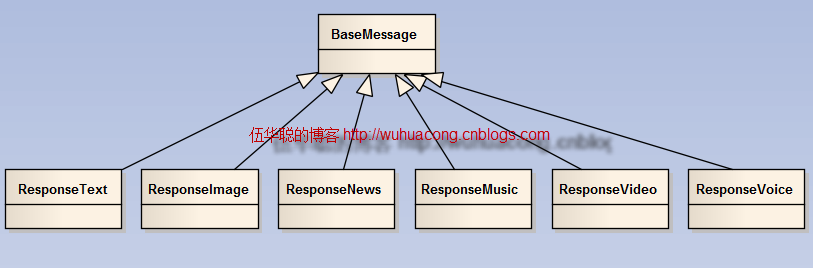 BaseMessage
伍华聪的博客 http://wuhuacong.cnblogs.com
ResponseText
ResponseImage
ResponseNews
ResponseMusic
ResponseVideo
ResponseVoice